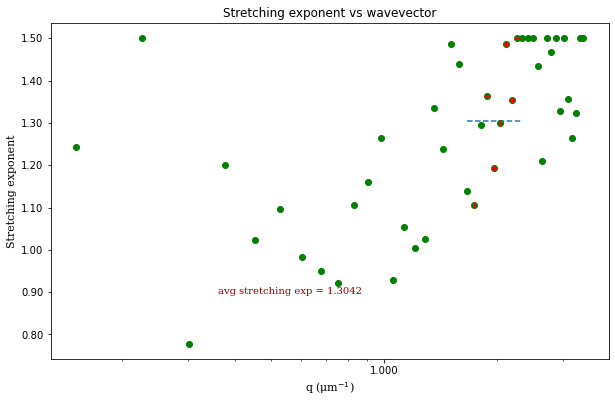 Stretching exponent vs wavevector
Stretching exponent
1.50
1.40
1.30
1.20
1.10
1.00
0.90
0.80
avg stretching exp = 1.3042
1.000
q (μm⁻¹)